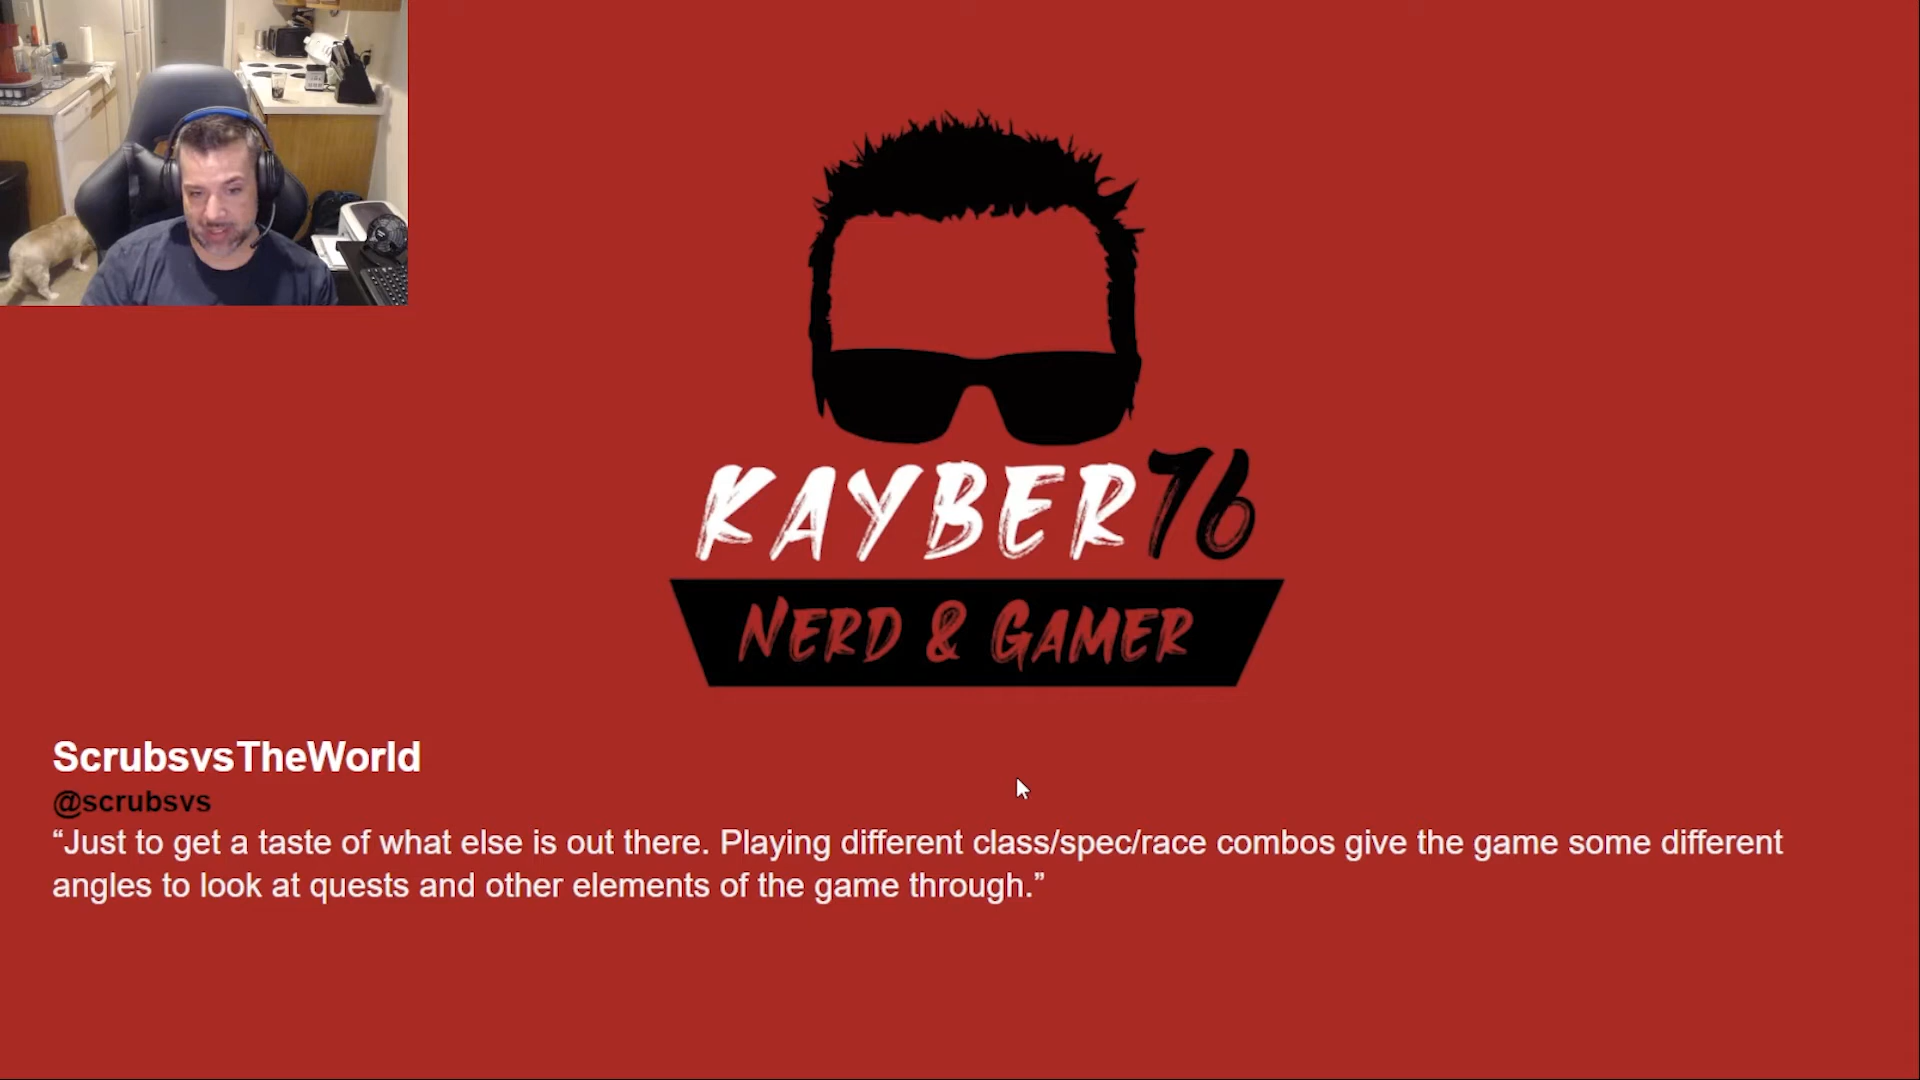 KAYBER76
NERD & GAMER
ScrubsvsTheWorld
@scrubsvs
“Just to get a taste of what else is out there. Playing different class/spec/race combos give the game some different
angles to look at quests and other elements of the game through.”